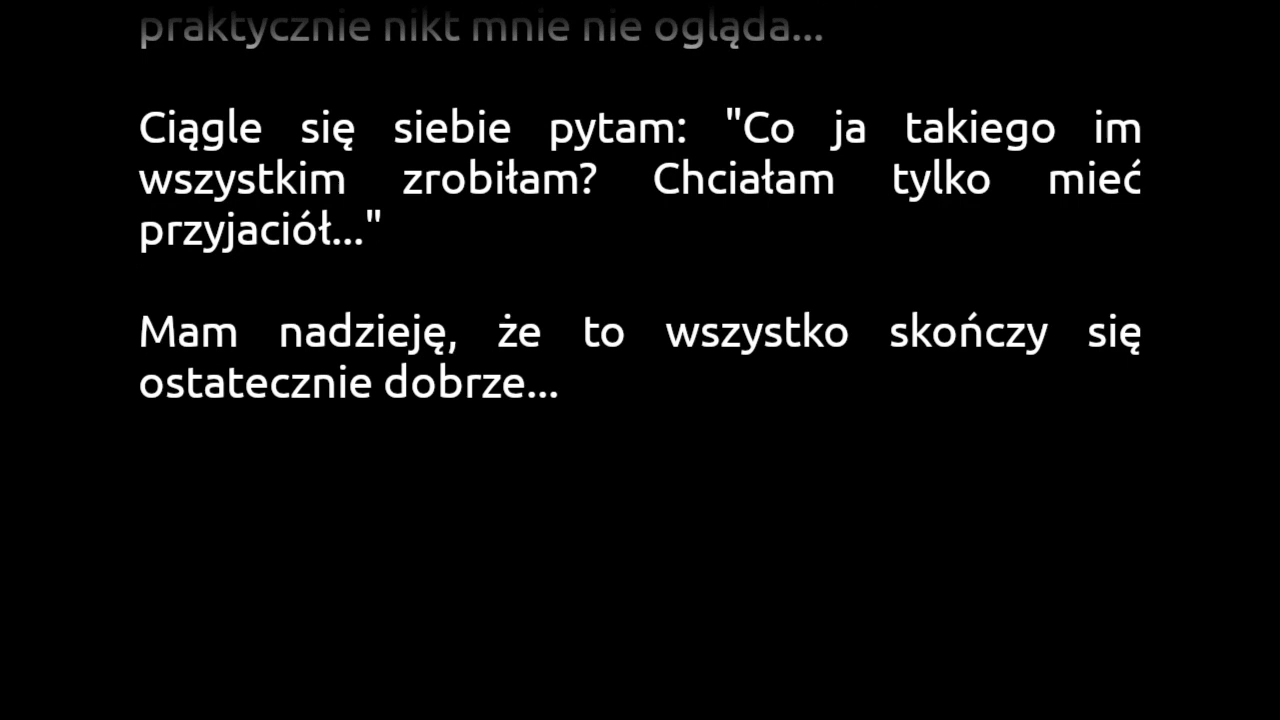 praktycznie nikt mnie nie ogląda...
Ciągle się siebie pytam: "Co ja takiego im
wszystkim zrobiłam? Chciałam tylko mieć
przyjaciół..."
Mam nadzieję, że to wszystko skończy się
ostatecznie dobrze...